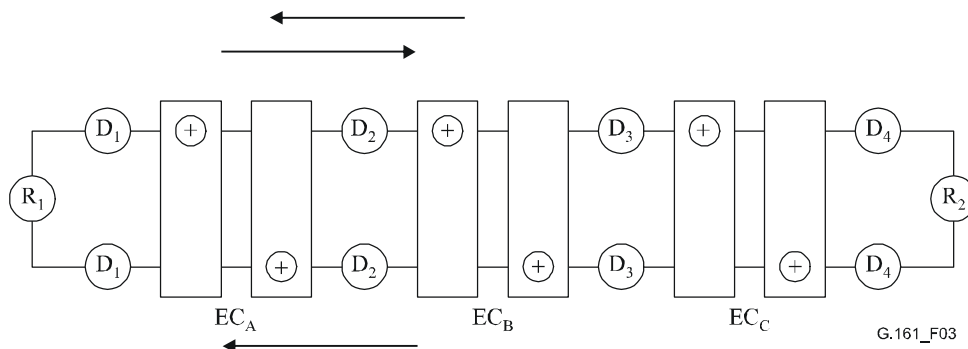 D1 + D2 + D3 + D4
R1 R2
D1 + D2 + D3 + D4
ECA ECB ECC
G.161_F03